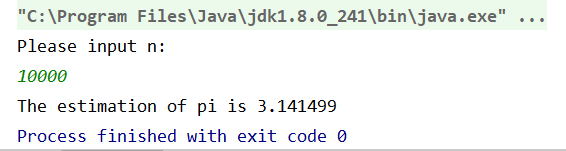 "C:\Program Files\Java\jdk1.8.0_241\bin\java.exe" ...
Please input n:
10000
The estimation of pi is 3.141499
Process finished with exit code 0